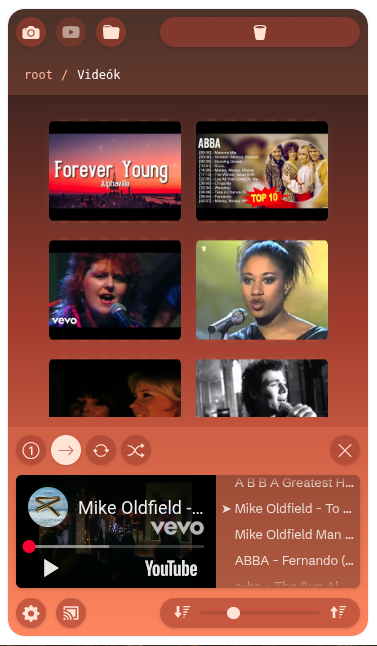 root / Videók
Forever Young
Alphaville
ABBA
TOP 10
vevo
1
Mike Oldfield -...
vevo
YouTube
A B B A Greatest H...
➤ Mike Oldfield - To ...
Mike Oldfield Man ...
ABBA - Fernando (...
a-ha - The Sun Al...